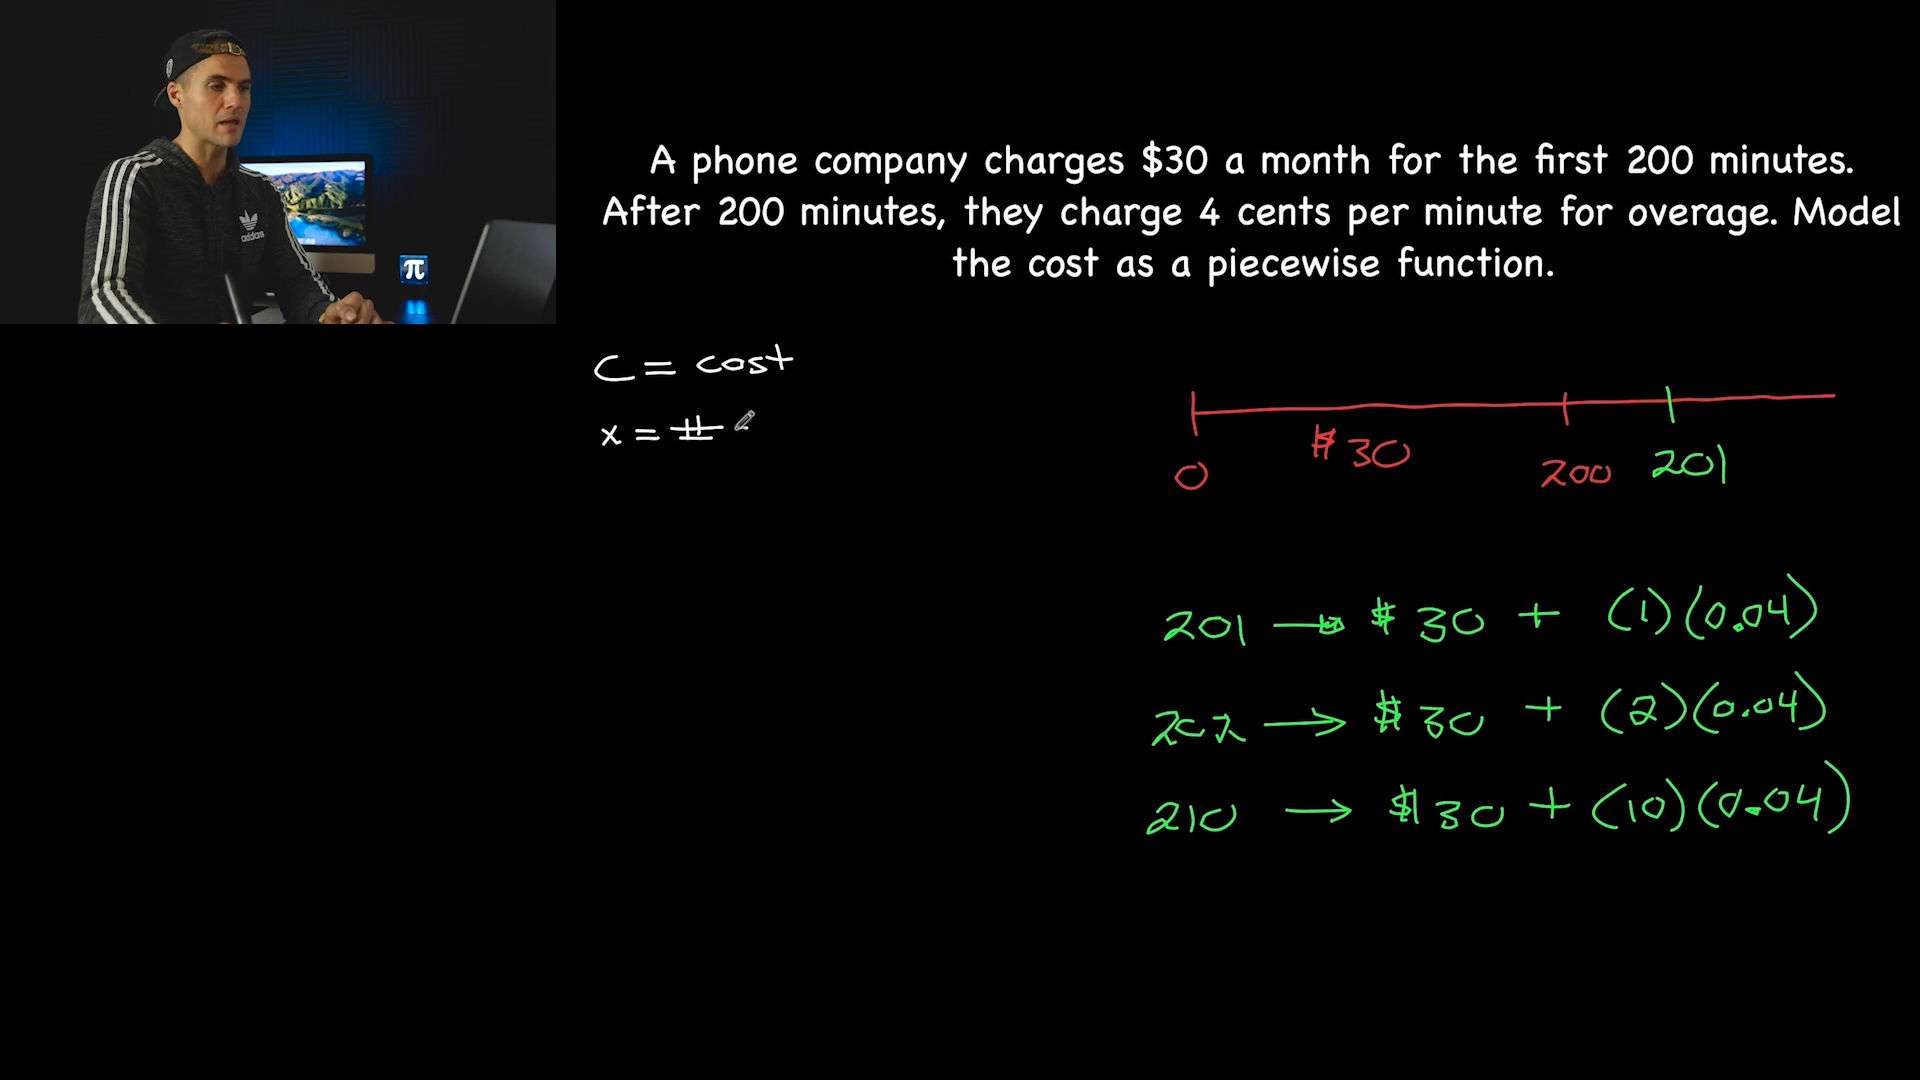 adidas
π
A phone company charges $30 a month for the first 200 minutes.
After 200 minutes, they charge 4 cents per minute for overage. Model
the cost as a piecewise function.
C = cost
x = #
0 $30 200 201
201 → $30 + (1)(0.04)
202 → $30 + (2)(0.04)
210 → $30 + (10)(0.04)